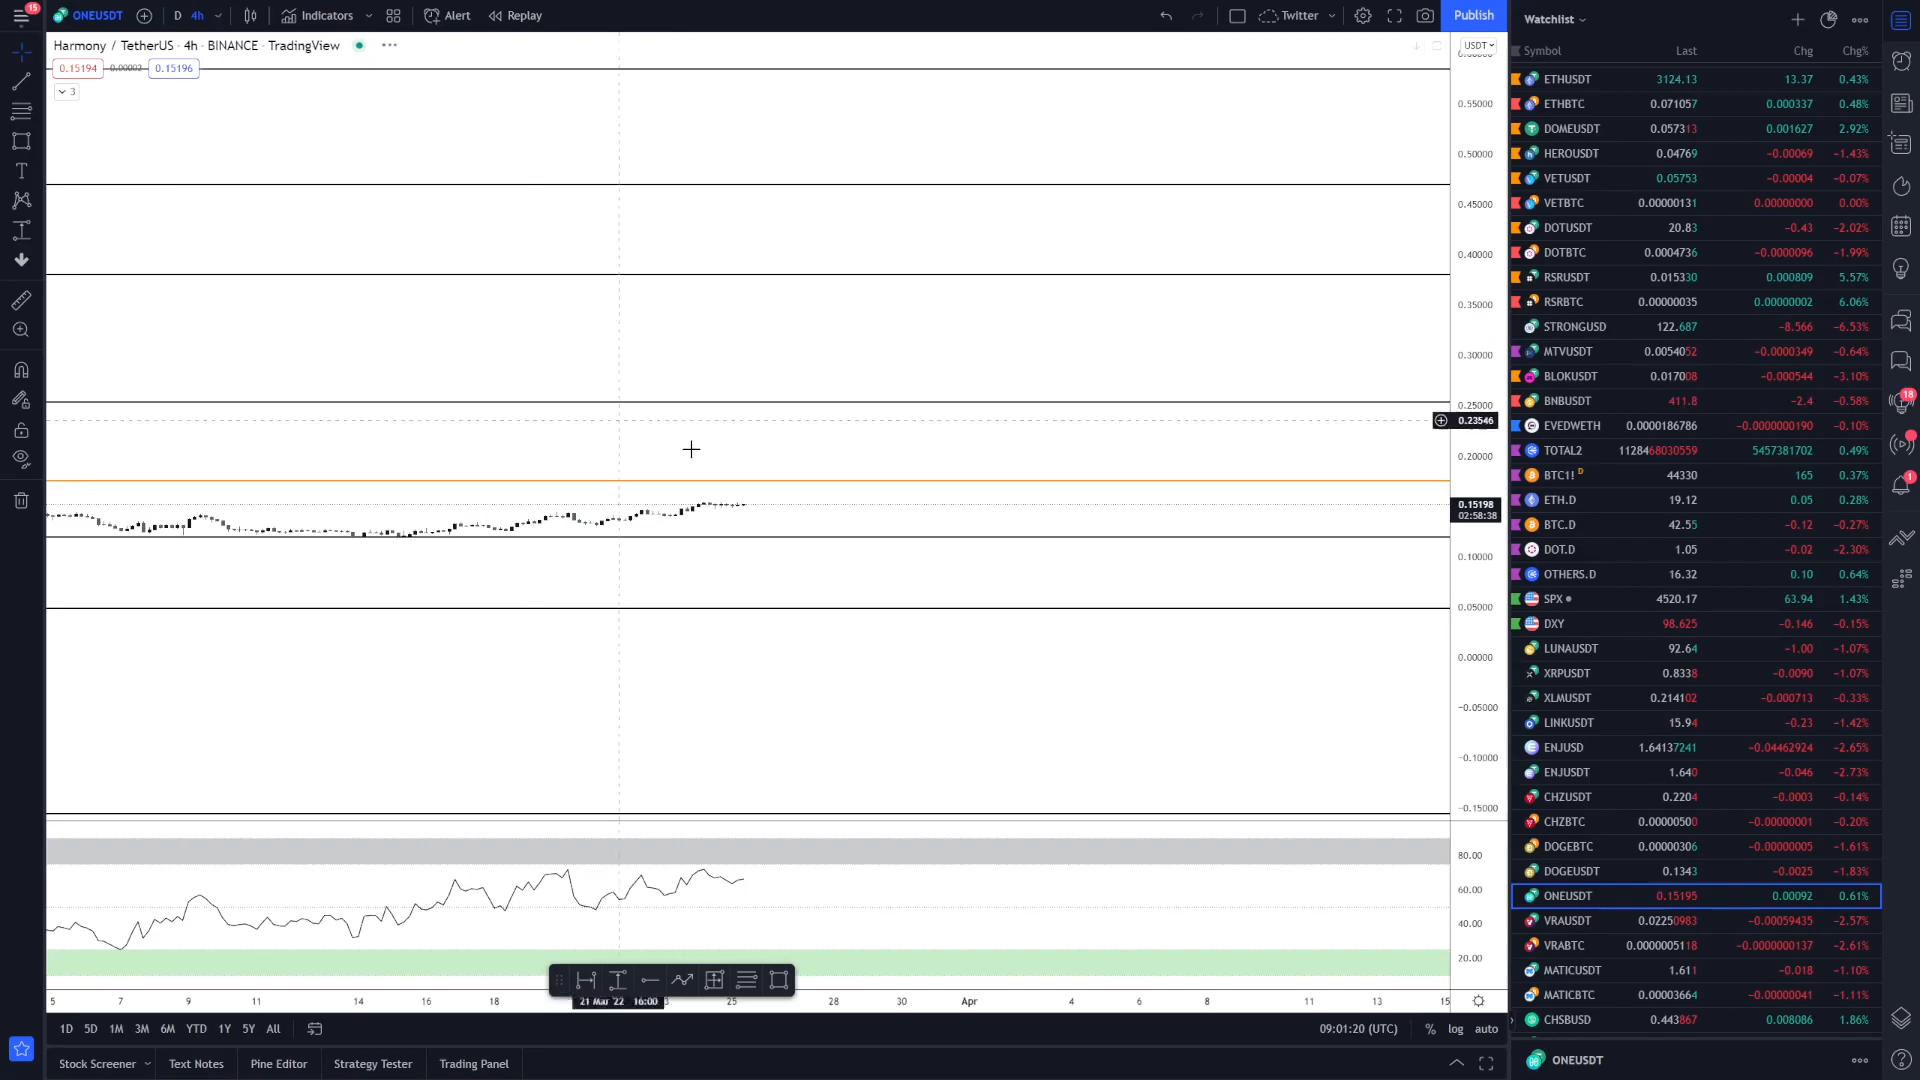 15
ONEUSDT
D
4h
Indicators
Alert
Replay
Twitter
Publish
Harmony / TetherUS · 4h · BINANCE · TradingView
0.15194
0.00002
0.15196
3
USDT
0.55000
0.50000
0.45000
0.40000
0.35000
0.30000
0.25000
0.23546
0.20000
0.15198
02:58:38
0.10000
0.05000
0.00000
−0.05000
−0.10000
−0.15000
80.00
60.00
40.00
20.00
5 7 9 11 14 16 18 21 Mar '22 16:00 25 28 30 Apr 4 6 8 11 13 15
1D 5D 1M 3M 6M YTD 1Y 5Y All
09:01:20 (UTC) % log auto
Stock Screener Text Notes Pine Editor Strategy Tester Trading Panel
Watchlist
Symbol Last Chg Chg%
ETHUSDT 3124.13 13.37 0.43%
ETHBTC 0.071057 0.000337 0.48%
DOMEUSDT 0.057313 0.001627 2.92%
HEROUSDT 0.04769 −0.00069 −1.43%
VETUSDT 0.05753 −0.00004 −0.07%
VETBTC 0.00000131 0.00000000 0.00%
DOTUSDT 20.83 −0.43 −2.02%
DOTBTC 0.0004736 −0.0000096 −1.99%
RSRUSDT 0.015330 0.000809 5.57%
RSRBTC 0.00000035 0.00000002 6.06%
STRONGUSD 122.687 −8.566 −6.53%
MTVUSDT 0.0054052 −0.0000349 −0.64%
BLOKUSDT 0.017008 −0.000544 −3.10%
BNBUSDT 411.8 −2.4 −0.58%
EVEDWETH 0.0000186786 −0.0000000190 −0.10%
TOTAL2 1128468030559 5457381702 0.49%
BTC1! D 44330 165 0.37%
ETH.D 19.12 0.05 0.28%
BTC.D 42.55 −0.12 −0.27%
DOT.D 1.05 −0.02 −2.30%
OTHERS.D 16.32 0.10 0.64%
SPX 4520.17 63.94 1.43%
DXY 98.625 −0.146 −0.15%
LUNAUSDT 92.64 −1.00 −1.07%
XRPUSDT 0.8338 −0.0090 −1.07%
XLMUSDT 0.214102 −0.000713 −0.33%
LINKUSDT 15.94 −0.23 −1.42%
ENJUSD 1.64137241 −0.04462924 −2.65%
ENJUSDT 1.640 −0.046 −2.73%
CHZUSDT 0.2204 −0.0003 −0.14%
CHZBTC 0.00000500 −0.00000001 −0.20%
DOGEBTC 0.00000306 −0.00000005 −1.61%
DOGEUSDT 0.1343 −0.0025 −1.83%
ONEUSDT 0.15195 0.00092 0.61%
VRAUSDT 0.02250983 −0.00059435 −2.57%
VRABTC 0.0000005118 −0.0000000137 −2.61%
MATICUSDT 1.611 −0.018 −1.10%
MATICBTC 0.00003664 −0.00000041 −1.11%
CHSBUSD 0.443867 0.008086 1.86%
ONEUSDT
18
1